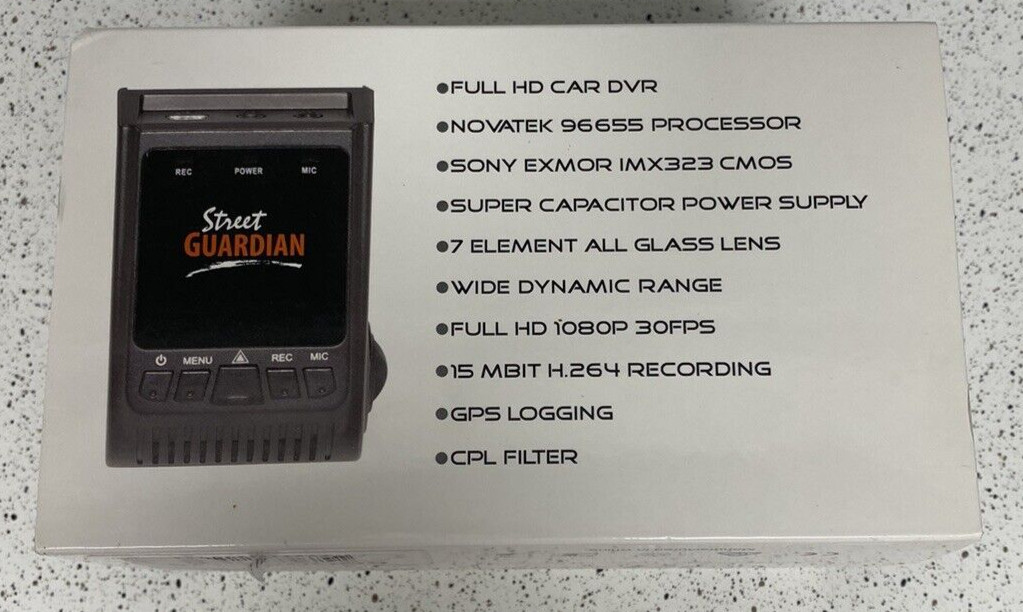 REC POWER MIC
Street
GUARDIAN
MENU REC MIC
●FULL HD CAR DVR
●NOVATEK 96655 PROCESSOR
●SONY EXMOR IMX323 CMOS
●SUPER CAPACITOR POWER SUPPLY
●7 ELEMENT ALL GLASS LENS
●WIDE DYNAMIC RANGE
●FULL HD 1080P 30FPS
●15 MBIT H.264 RECORDING
●GPS LOGGING
●CPL FILTER